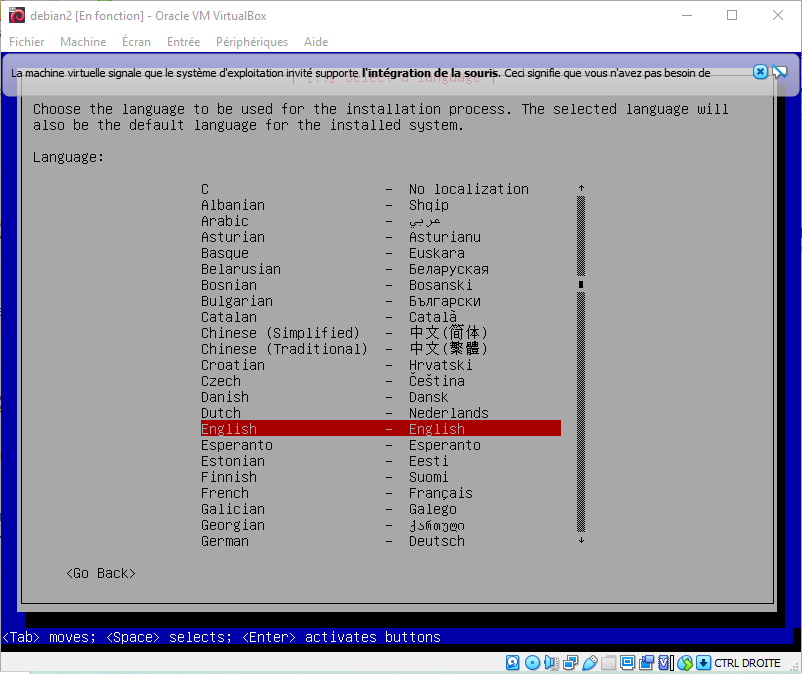 debian2 [En fonction] - Oracle VM VirtualBox
Fichier Machine Écran Entrée Périphériques Aide
La machine virtuelle signale que le système d'exploitation invité supporte l'intégration de la souris. Ceci signifie que vous n'avez pas besoin de
[!!] Select a language
Choose the language to be used for the installation process. The selected language will
also be the default language for the installed system.
Language:
C - No localization
Albanian - Shqip
Arabic - عربي
Asturian - Asturianu
Basque - Euskara
Belarusian - Беларуская
Bosnian - Bosanski
Bulgarian - Български
Catalan - Català
Chinese (Simplified) - 中文(简体)
Chinese (Traditional) - 中文(繁體)
Croatian - Hrvatski
Czech - Čeština
Danish - Dansk
Dutch - Nederlands
English - English
Esperanto - Esperanto
Estonian - Eesti
Finnish - Suomi
French - Français
Galician - Galego
Georgian - ქართული
German - Deutsch
<Go Back>
<Tab> moves; <Space> selects; <Enter> activates buttons
CTRL DROITE